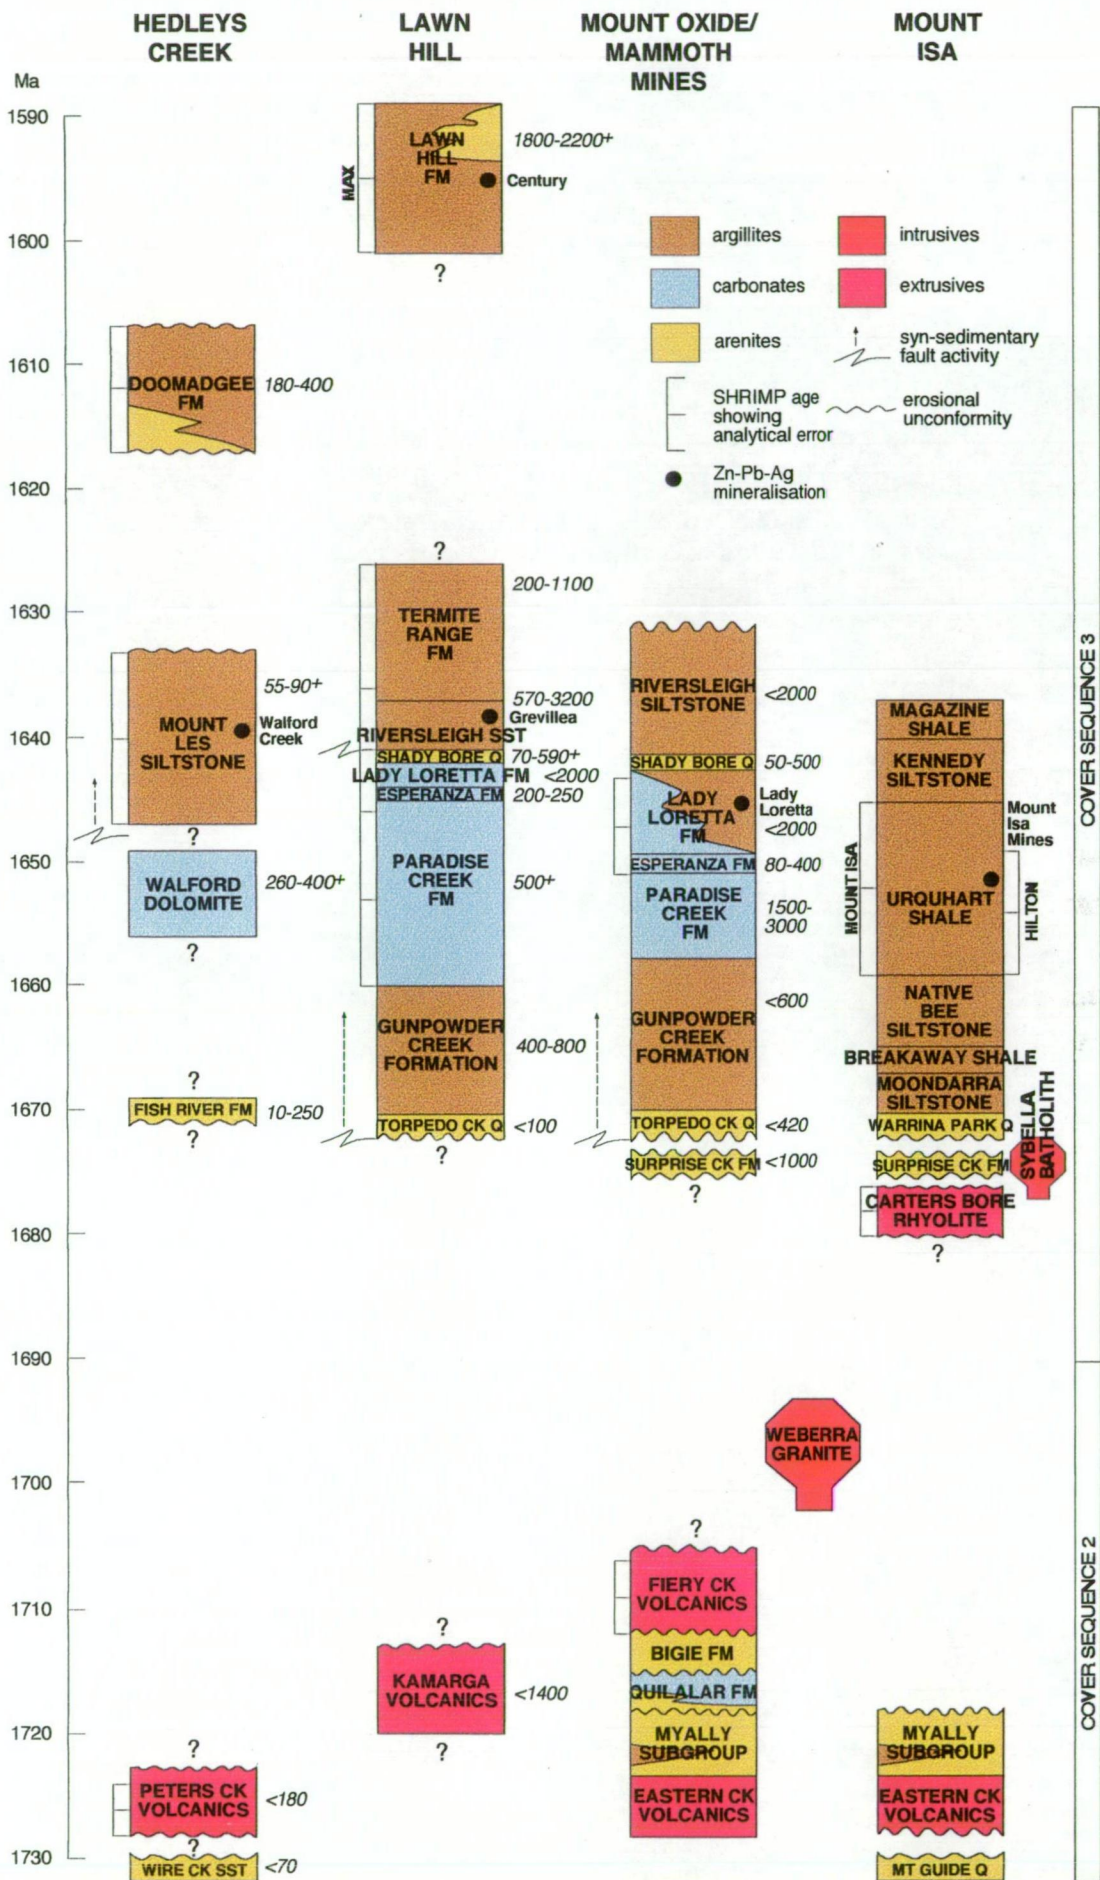 HEDLEYS
CREEK
LAWN
HILL
MOUNT OXIDE/
MAMMOTH
MINES
MOUNT
ISA
Ma
1590
1600
1610
1620
1630
1640
1650
1660
1670
1680
1690
1700
1710
1720
1730
DOOMADGEE
FM
180-400
MOUNT
LES
SILTSTONE
55-90+
Walford
Creek
?
WALFORD
DOLOMITE
260-400+
?
?
FISH RIVER FM
10-250
?
?
PETERS CK
VOLCANICS
<180
?
WIRE CK SST
<70
MAX
LAWN
HILL
FM
1800-2200+
Century
?
?
TERMITE
RANGE
FM
200-1100
570-3200
Grevillea
RIVERSLEIGH SST
SHADY BORE Q
70-590+
LADY LORETTA FM
<2000
ESPERANZA FM
200-250
PARADISE
CREEK
FM
500+
GUNPOWDER
CREEK
FORMATION
400-800
TORPEDO CK Q
<100
?
?
KAMARGA
VOLCANICS
<1400
?
argillites
carbonates
arenites
SHRIMP age
showing
analytical error
Zn-Pb-Ag
mineralisation
intrusives
extrusives
syn-sedimentary
fault activity
erosional
unconformity
RIVERSLEIGH
SILTSTONE
<2000
SHADY BORE Q
50-500
LADY
LORETTA
FM
Lady
Loretta
<2000
ESPERANZA FM
80-400
PARADISE
CREEK
FM
1500-
3000
<600
GUNPOWDER
CREEK
FORMATION
TORPEDO CK Q
<420
SURPRISE CK FM
<1000
?
WEBERRA
GRANITE
?
FIERY CK
VOLCANICS
BIGIE FM
QUILALAR FM
MYALLY
SUBGROUP
EASTERN CK
VOLCANICS
MAGAZINE
SHALE
KENNEDY
SILTSTONE
Mount
Isa
Mines
MOUNT ISA
URQUHART
SHALE
HILTON
NATIVE
BEE
SILTSTONE
BREAKAWAY SHALE
MOONDARRA
SILTSTONE
WARRINA PARK Q
SURPRISE CK FM
SYBELLA
BATHOLITH
CARTERS BORE
RHYOLITE
?
MYALLY
SUBGROUP
EASTERN CK
VOLCANICS
MT GUIDE Q
COVER SEQUENCE 3
COVER SEQUENCE 2